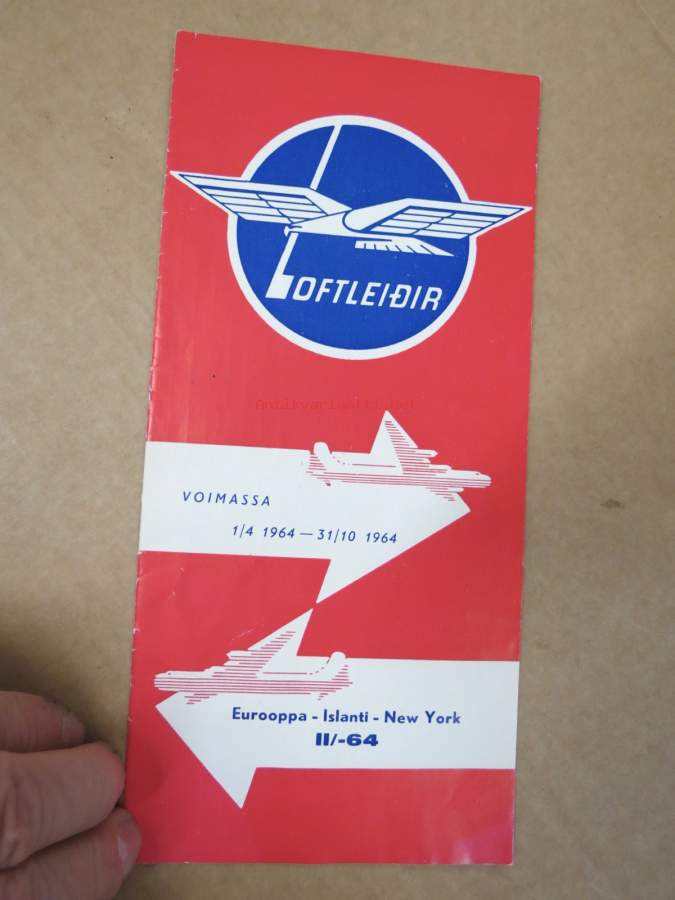 LOFTLEIÐIR
Antikvariaatti.net
VOIMASSA
1/4 1964 — 31/10 1964
Eurooppa - Islanti - New York
II/-64